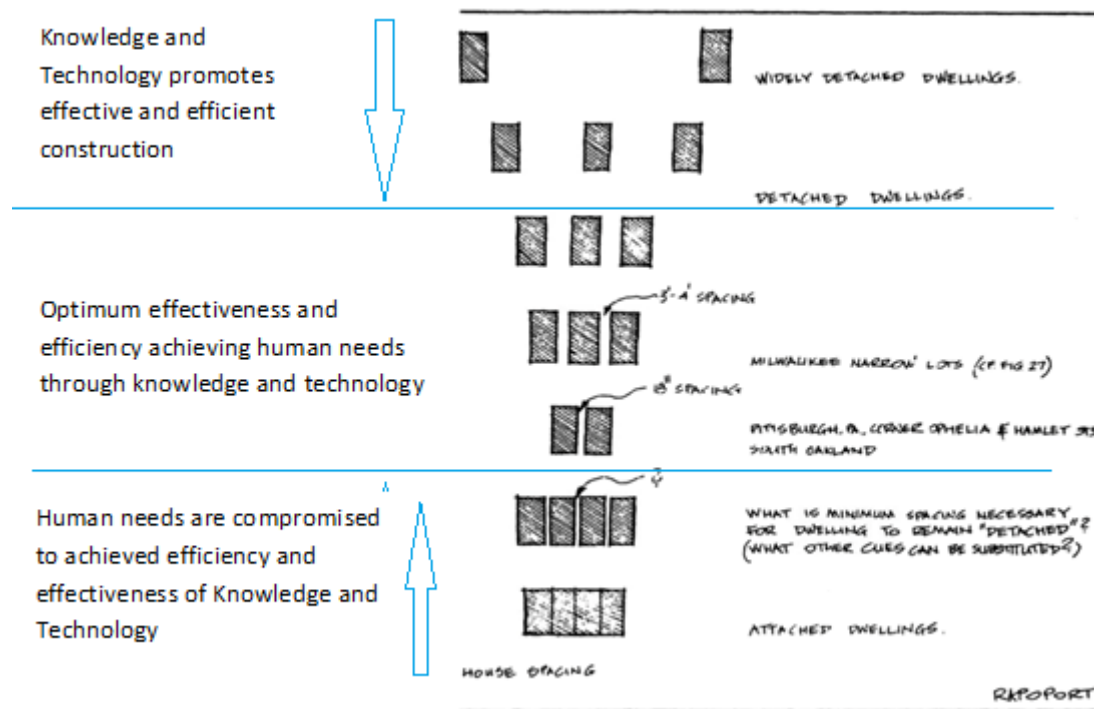 Knowledge and
Technology promotes
effective and efficient
construction
WIDELY DETACHED DWELLINGS.
DETACHED DWELLINGS.
Optimum effectiveness and
efficiency achieving human needs
through knowledge and technology
3'-4' SPACING
MILWAUKEE NARROW LOTS (CF. FIG 27)
18" SPACING
PITTSBURGH, PA., CORNER OPHELIA & HAMLET STS
SOUTH OAKLAND
Human needs are compromised
to achieved efficiency and
effectiveness of Knowledge and
Technology
?
WHAT IS MINIMUM SPACING NECESSARY
FOR DWELLING TO REMAIN "DETACHED"?
(WHAT OTHER CUES CAN BE SUBSTITUTED?)
ATTACHED DWELLINGS.
HOUSE SPACING
RAPOPORT